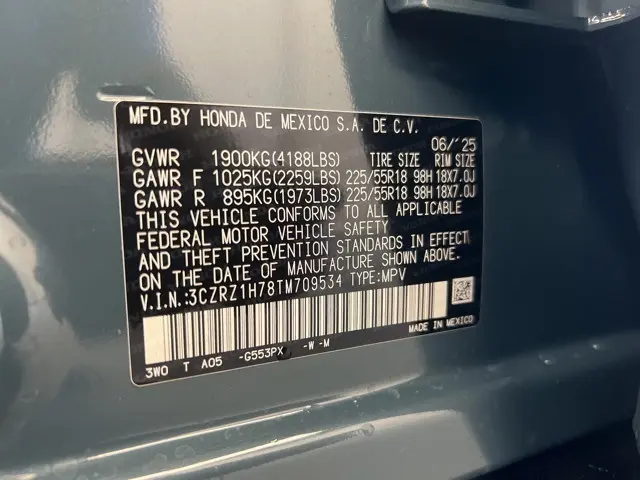 MFD.BY HONDA DE MEXICO S.A. DE C.V.
06/'25
GVWR 1900KG(4188LBS) TIRE SIZE RIM SIZE
GAWR F 1025KG(2259LBS) 225/55R18 98H 18X7.0J
GAWR R 895KG(1973LBS) 225/55R18 98H 18X7.0J
THIS VEHICLE CONFORMS TO ALL APPLICABLE
FEDERAL MOTOR VEHICLE SAFETY
AND THEFT PREVENTION STANDARDS IN EFFECT
ON THE DATE OF MANUFACTURE SHOWN ABOVE.
V.I.N.:3CZRZ1H78TM709534 TYPE:MPV
MADE IN MEXICO
3WO T A05 -G553PX -W-M